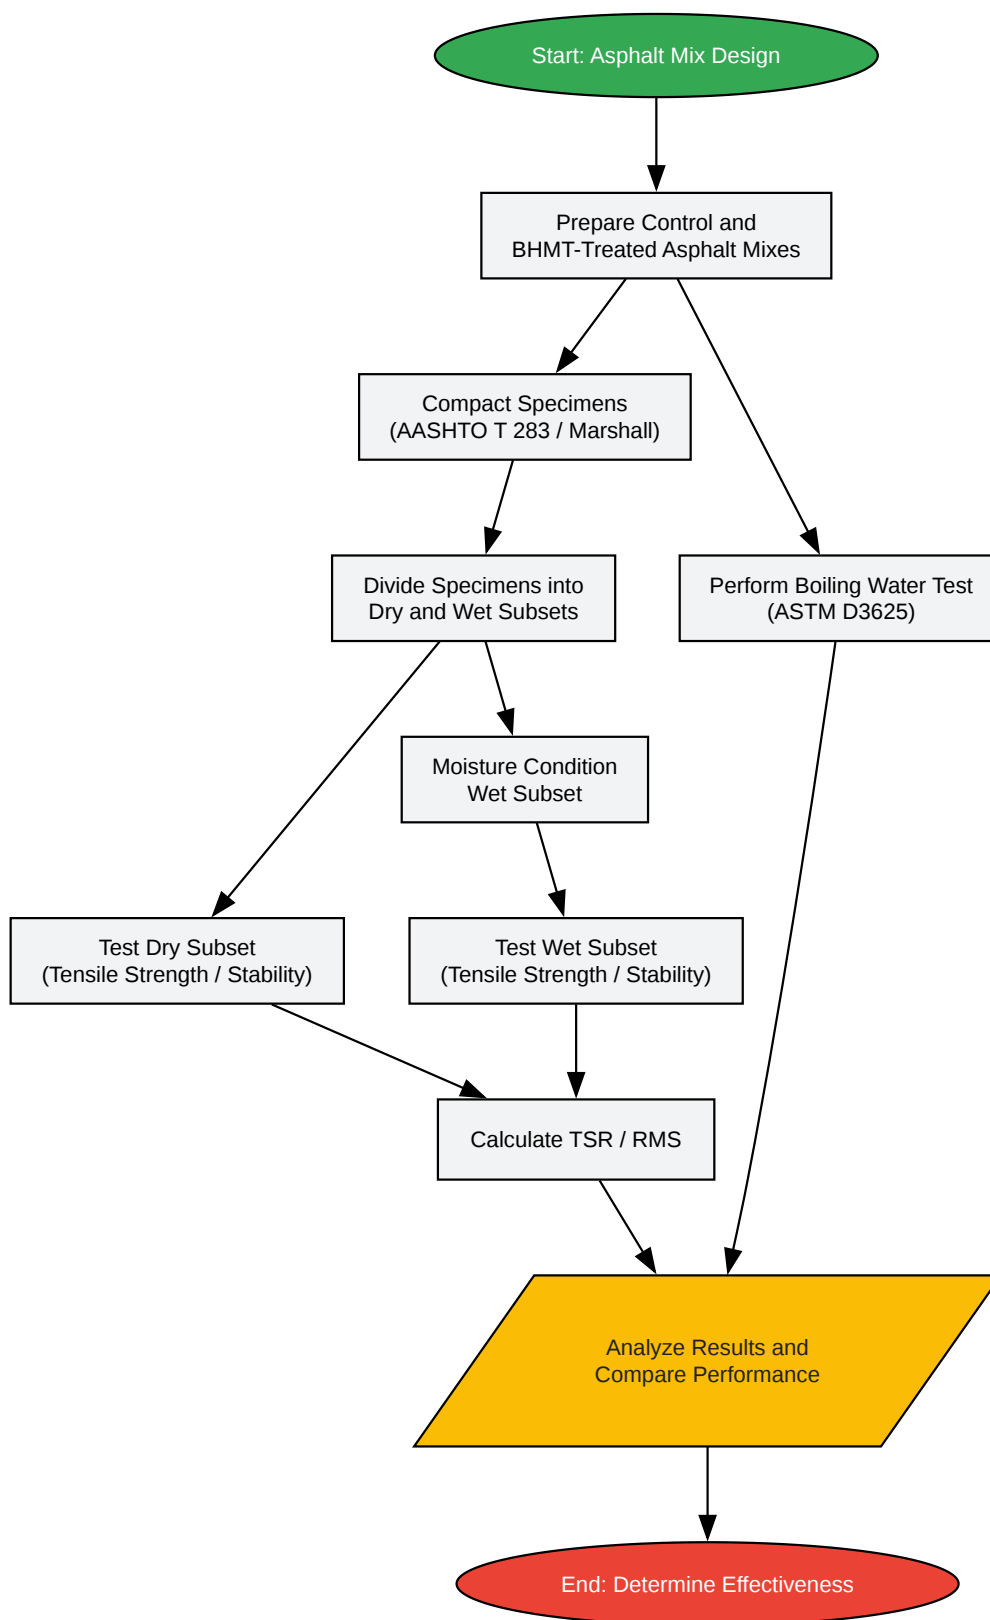 Start: Asphalt Mix Design
Prepare Control and
BHMT-Treated Asphalt Mixes
Compact Specimens
(AASHTO T 283 / Marshall)
Divide Specimens into
Dry and Wet Subsets
Perform Boiling Water Test
(ASTM D3625)
Moisture Condition
Wet Subset
Test Dry Subset
(Tensile Strength / Stability)
Test Wet Subset
(Tensile Strength / Stability)
Calculate TSR / RMS
Analyze Results and
Compare Performance
End: Determine Effectiveness